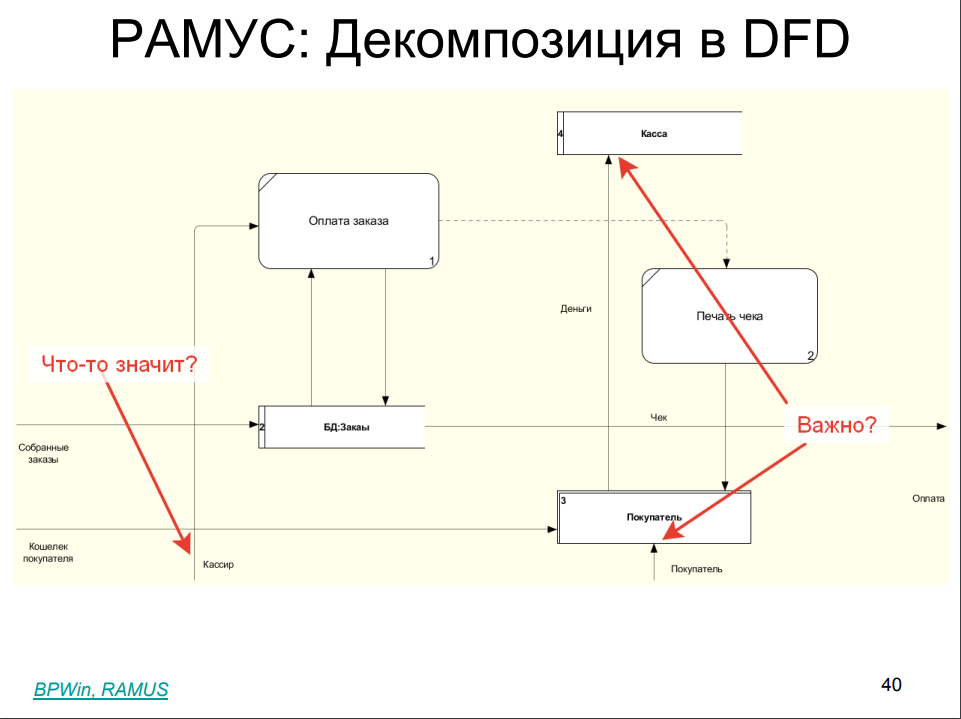 РАМУС: Декомпозиция в DFD
4
Касса
Оплата заказа
1
Деньги
Печать чека
2
Что-то значит?
Чек
Важно?
2
БД:Закаы
Собранные
заказы
3
Покупатель
Оплата
Кошелек
покупателя
Кассир
Покупатель
BPWin, RAMUS
40